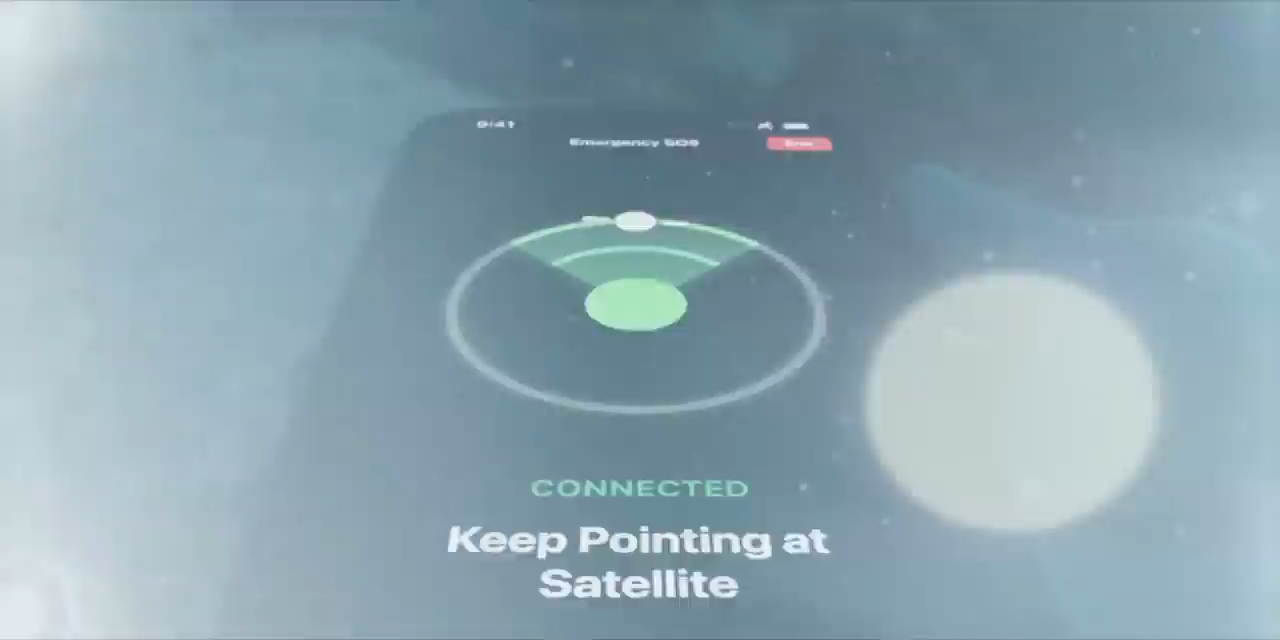 9:41
Emergency SOS
CONNECTED
Keep Pointing at
Satellite